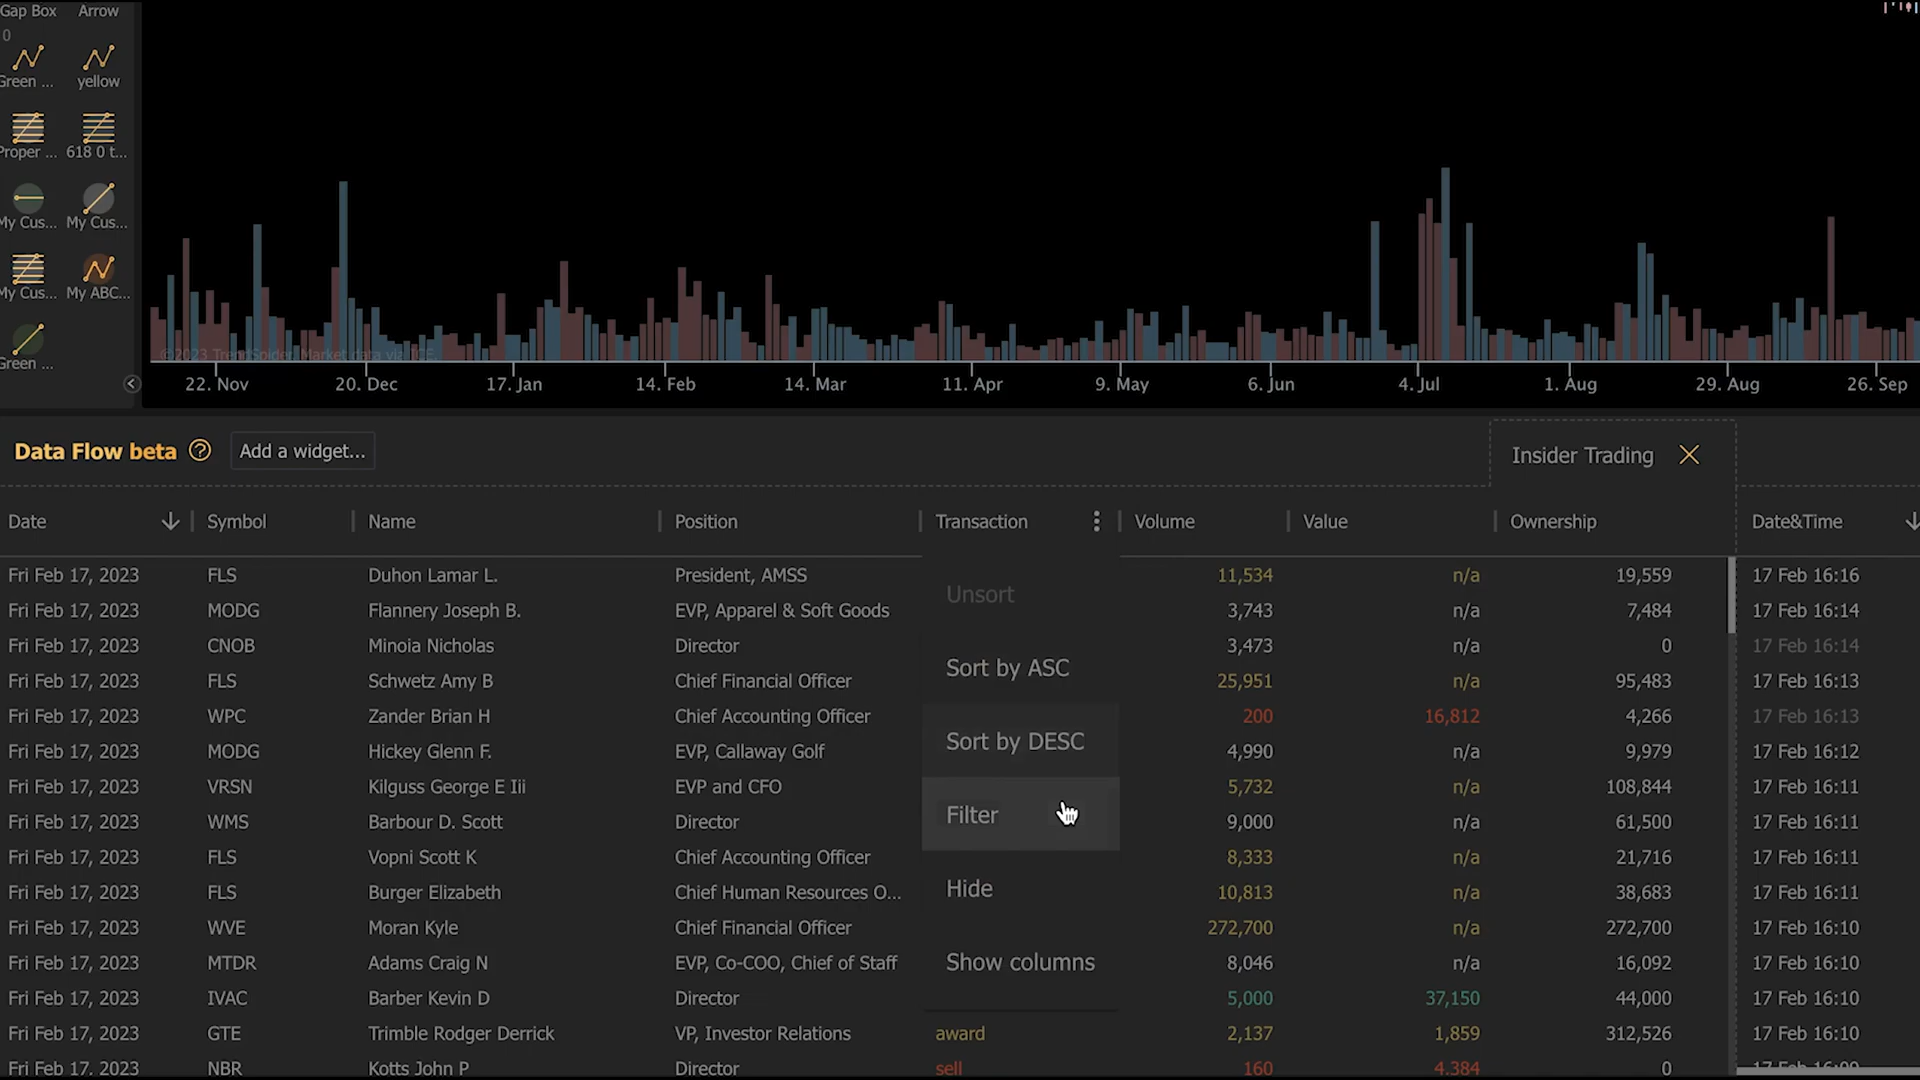 Gap Box Arrow
0
Green ... yellow
Proper ... 618 0 t...
My Cus... My Cus...
My Cus... My ABC...
Green ...
©2023 TrendSpider. Market data via ICE.
22. Nov 20. Dec 17. Jan 14. Feb 14. Mar 11. Apr 9. May 6. Jun 4. Jul 1. Aug 29. Aug 26. Sep
Data Flow beta ? Add a widget... Insider Trading
Date Symbol Name Position Transaction Volume Value Ownership Date&Time
Fri Feb 17, 2023 FLS Duhon Lamar L. President, AMSS 11,534 n/a 19,559 17 Feb 16:16
Unsort
Fri Feb 17, 2023 MODG Flannery Joseph B. EVP, Apparel & Soft Goods 3,743 n/a 7,484 17 Feb 16:14
Fri Feb 17, 2023 CNOB Minoia Nicholas Director 3,473 n/a 0 17 Feb 16:14
Sort by ASC
Fri Feb 17, 2023 FLS Schwetz Amy B Chief Financial Officer 25,951 n/a 95,483 17 Feb 16:13
Fri Feb 17, 2023 WPC Zander Brian H Chief Accounting Officer 200 16,812 4,266 17 Feb 16:13
Sort by DESC
Fri Feb 17, 2023 MODG Hickey Glenn F. EVP, Callaway Golf 4,990 n/a 9,979 17 Feb 16:12
Fri Feb 17, 2023 VRSN Kilguss George E Iii EVP and CFO 5,732 n/a 108,844 17 Feb 16:11
Filter
Fri Feb 17, 2023 WMS Barbour D. Scott Director 9,000 n/a 61,500 17 Feb 16:11
Fri Feb 17, 2023 FLS Vopni Scott K Chief Accounting Officer 8,333 n/a 21,716 17 Feb 16:11
Hide
Fri Feb 17, 2023 FLS Burger Elizabeth Chief Human Resources O... 10,813 n/a 38,683 17 Feb 16:11
Fri Feb 17, 2023 WVE Moran Kyle Chief Financial Officer 272,700 n/a 272,700 17 Feb 16:10
Show columns
Fri Feb 17, 2023 MTDR Adams Craig N EVP, Co-COO, Chief of Staff 8,046 n/a 16,092 17 Feb 16:10
Fri Feb 17, 2023 IVAC Barber Kevin D Director 5,000 37,150 44,000 17 Feb 16:10
Fri Feb 17, 2023 GTE Trimble Rodger Derrick VP, Investor Relations award 2,137 1,859 312,526 17 Feb 16:10
Fri Feb 17, 2023 NBR Kotts John P Director sell 160 4,384 0 17 Feb 16:09